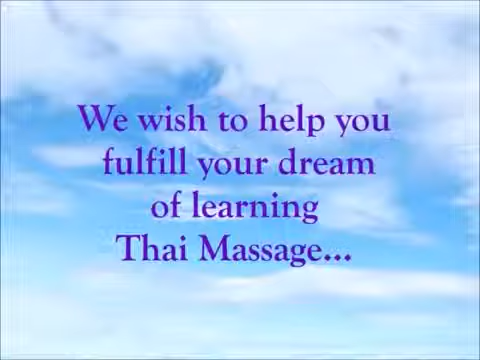 We wish to help you
fulfill your dream
of learning
Thai Massage...